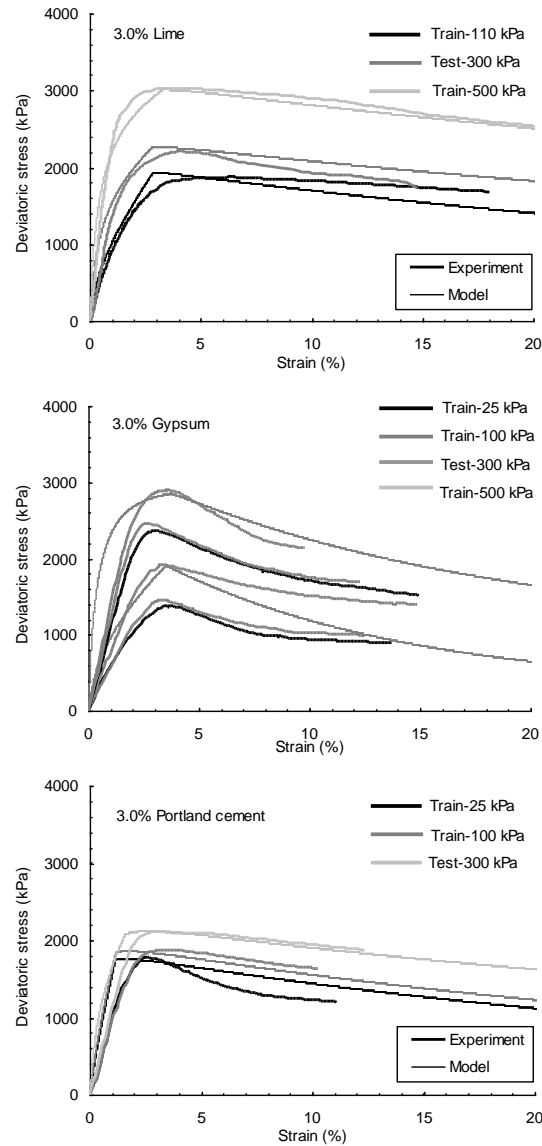 3.0% Lime
Train-110 kPa
Test-300 kPa
Train-500 kPa
4000
3000
2000
1000
0
Deviatoric stress (kPa)
Experiment
Model
0 5 10 15 20
Strain (%)
3.0% Gypsum
Train-25 kPa
Train-100 kPa
Test-300 kPa
Train-500 kPa
4000
3000
2000
1000
0
Deviatoric stress (kPa)
0 5 10 15 20
Strain (%)
3.0% Portland cement
Train-25 kPa
Train-100 kPa
Test-300 kPa
4000
3000
2000
1000
0
Deviatoric stress (kPa)
Experiment
Model
0 5 10 15 20
Strain (%)